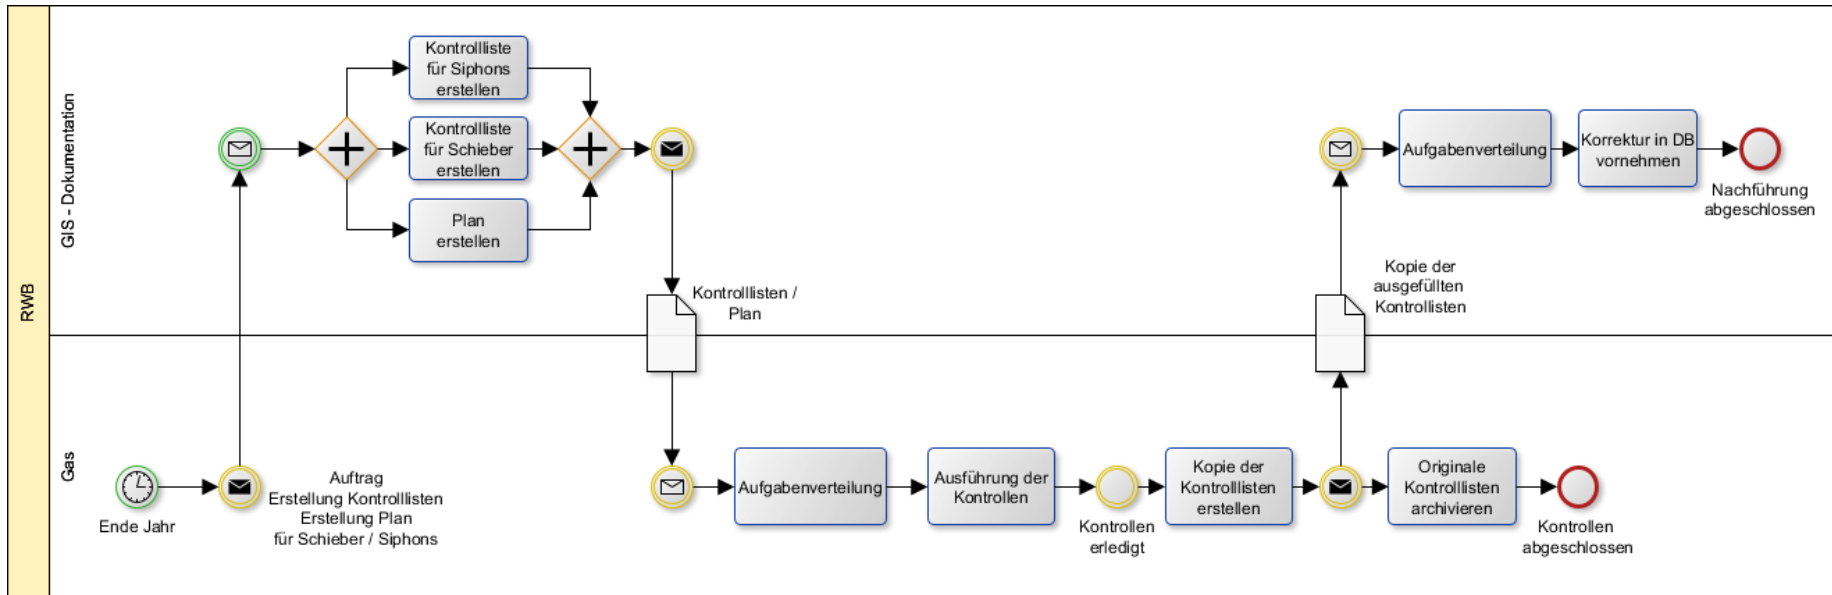 RWB
GIS - Dokumentation
Kontrollliste
für Siphons
erstellen
Kontrollliste
für Schieber
erstellen
Plan
erstellen
Kontrolllisten /
Plan
Aufgabenverteilung
Korrektur in DB
vornehmen
Nachführung
abgeschlossen
Kopie der
ausgefüllten
Kontrollisten
Gas
Ende Jahr
Auftrag
Erstellung Kontrolllisten
Erstellung Plan
für Schieber / Siphons
Aufgabenverteilung
Ausführung der
Kontrollen
Kontrollen
erledigt
Kopie der
Kontrolllisten
erstellen
Originale
Kontrolllisten
archivieren
Kontrollen
abgeschlossen